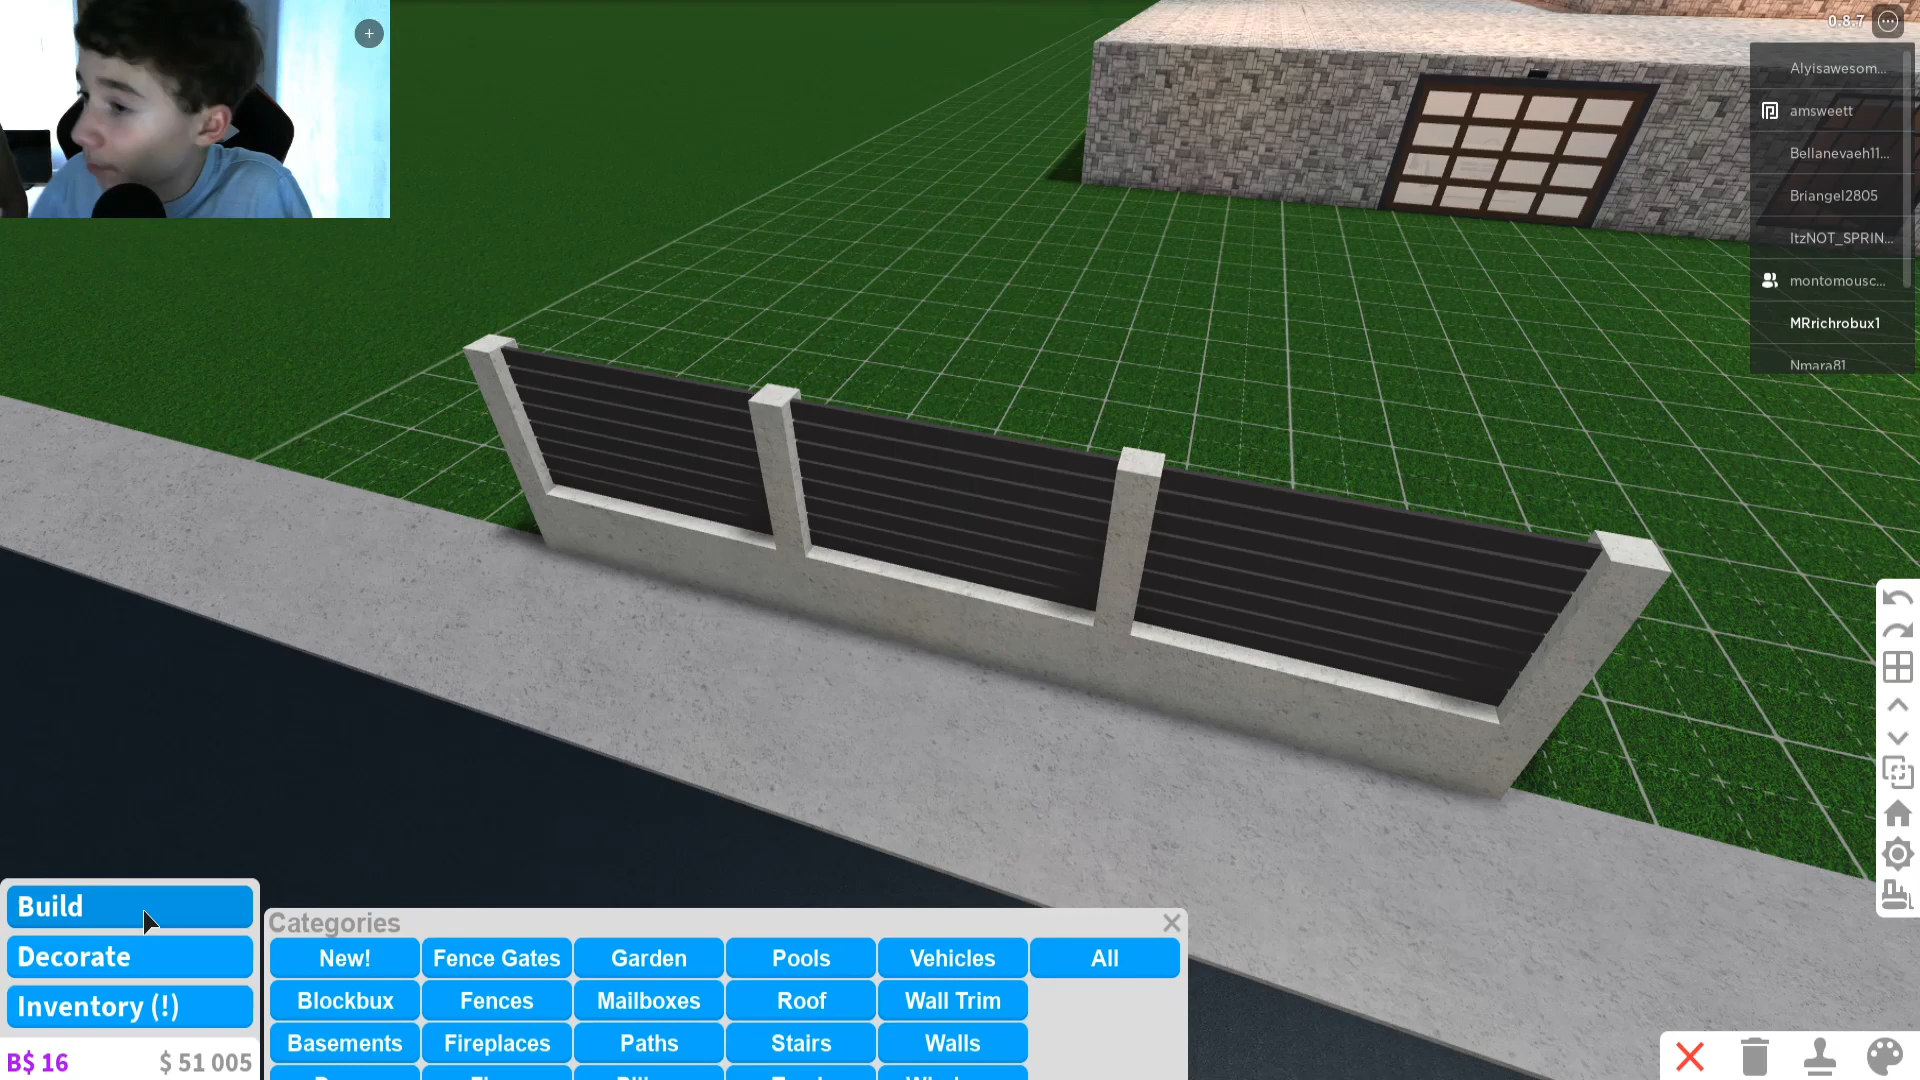 0.8.7
Alyisawesom...
amsweett
Bellanevaeh11...
Briangel2805
ItzNOT_SPRIN...
montomousc...
MRrichrobux1
Nmara81
Build
Decorate
Inventory (!)
B$ 16 $ 51 005
Categories
New! Fence Gates Garden Pools Vehicles All
Blockbux Fences Mailboxes Roof Wall Trim
Basements Fireplaces Paths Stairs Walls